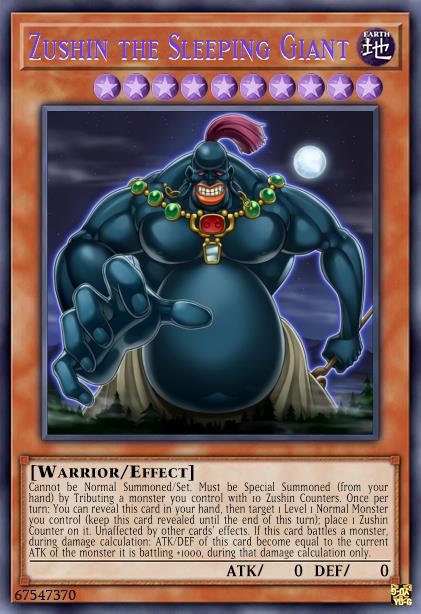 Zushin the Sleeping Giant
EARTH
地
[Warrior/Effect]
Cannot be Normal Summoned/Set. Must be Special Summoned (from your
hand) by Tributing a monster you control with 10 Zushin Counters. Once per
turn: You can reveal this card in your hand, then target 1 Level 1 Normal Monster
you control (keep this card revealed until the end of this turn); place 1 Zushin
Counter on it. Unaffected by other cards' effects. If this card battles a monster,
during damage calculation: ATK/DEF of this card become equal to the current
ATK of the monster it is battling +1000, during that damage calculation only.
ATK/ 0 DEF/ 0
67547370